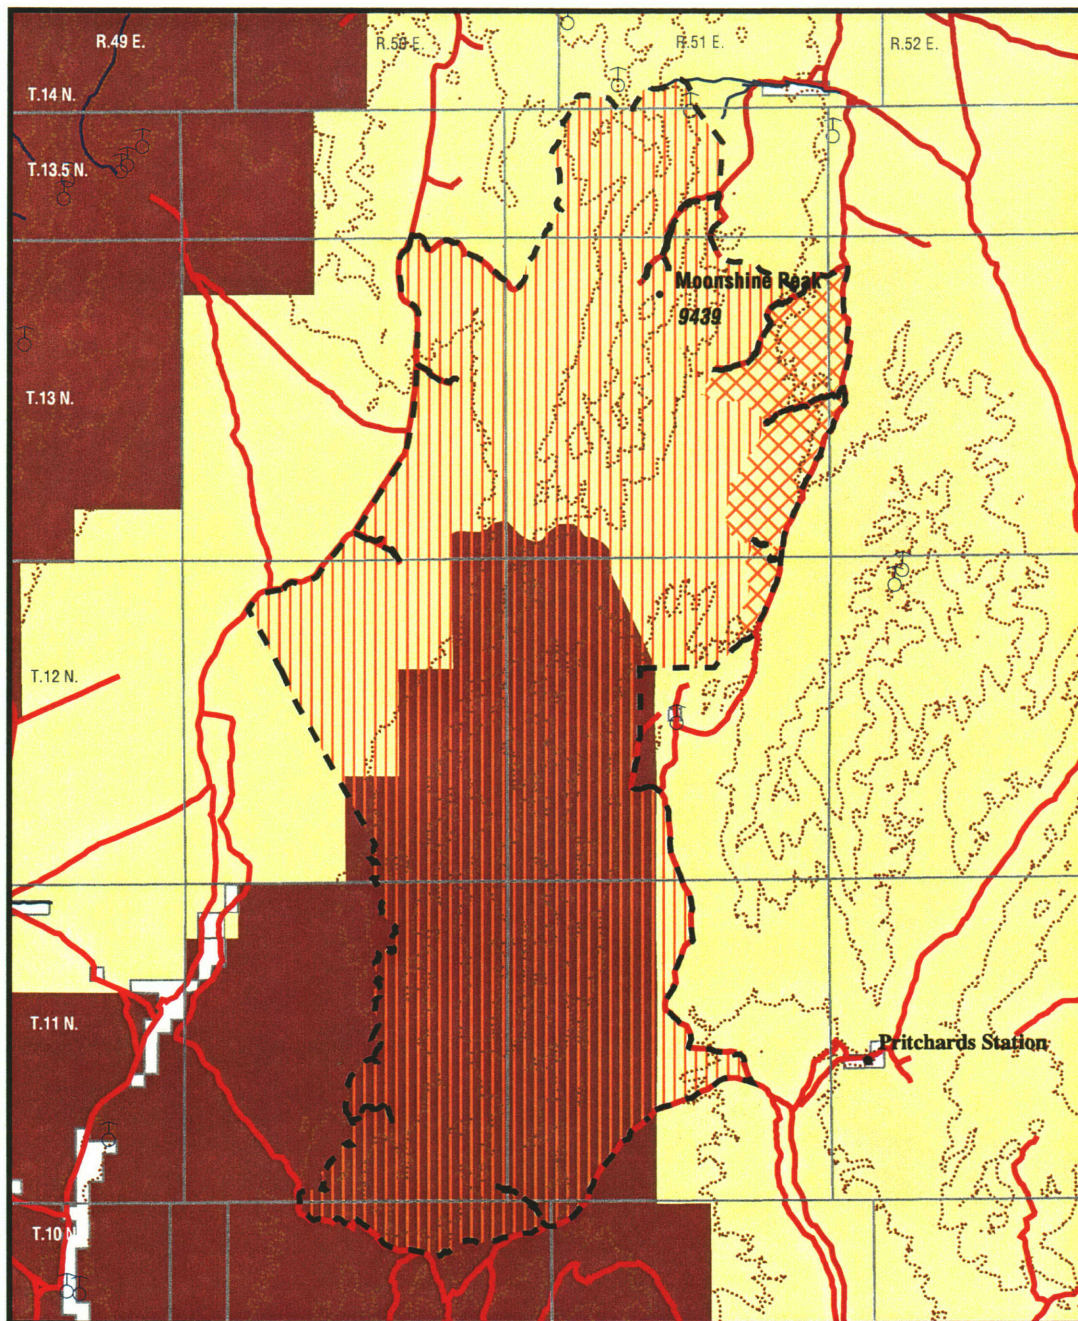 R.49 E.
R.50 E.
R.51 E.
R.52 E.
T.14 N.
T.13.5 N.
Moonshine Peak
9439
T.13 N.
T.12 N.
T.11 N.
Pritchards Station
T.10 N